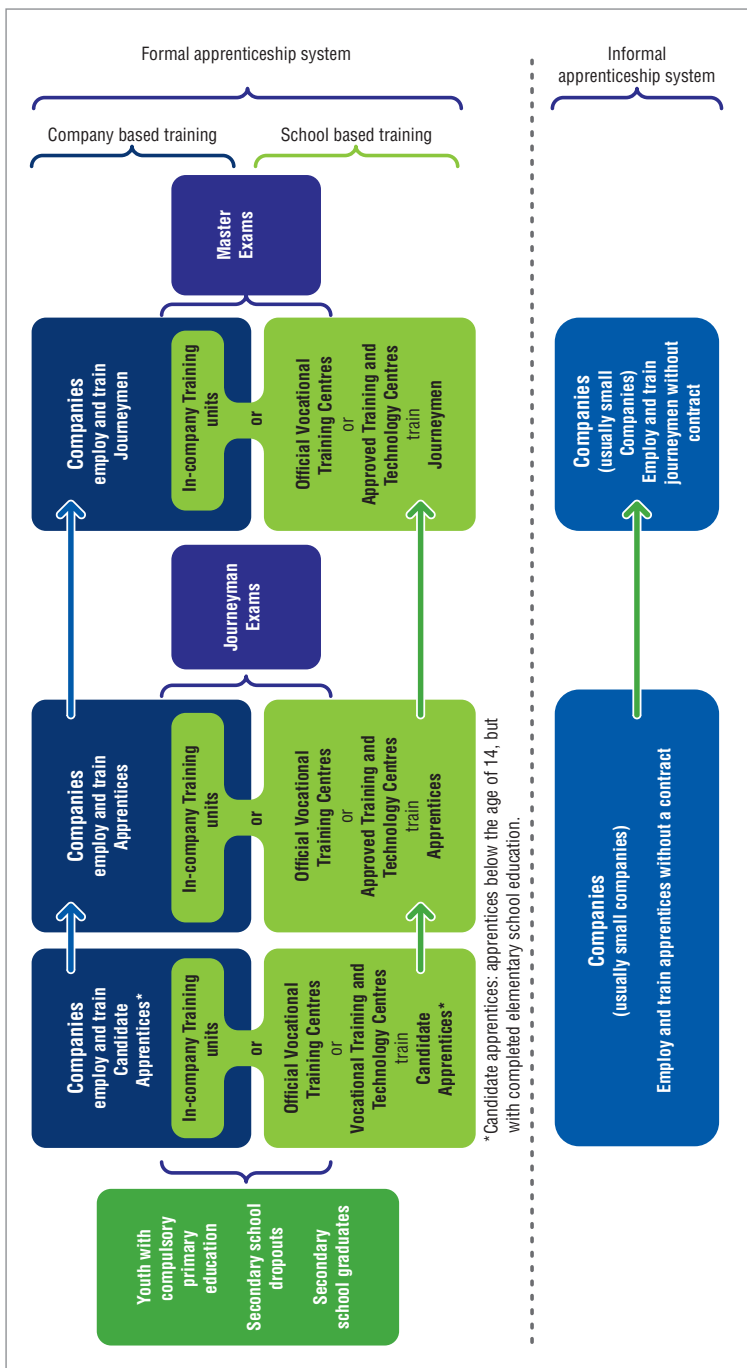 Youth with
compulsory
primary
education
Secondary school
dropouts
Secondary
school graduates
Companies
employ and train
Candidate
Apprentices*
In-company Training
units
or
Official Vocational
Training Centres
or
Vocational Training and
Technology Centres
train
Candidate
Apprentices*
Companies
employ and train
Apprentices
In-company Training
units
or
Official Vocational
Training Centres
or
Approved Training and
Technology Centres
train
Apprentices
Journeyman
Exams
Companies
employ and train
Journeymen
In-company Training
units
or
Official Vocational
Training Centres
or
Approved Training and
Technology Centres
train
Journeymen
Master
Exams
Company based training
School based training
Formal apprenticeship system
*Candidate apprentices: apprentices below the age of 14, but
with completed elementary school education.
Companies
(usually small companies)
Employ and train apprentices without a contract
Companies
(usually small
Companies)
Employ and train
journeymen without
contract
Informal
apprenticeship system